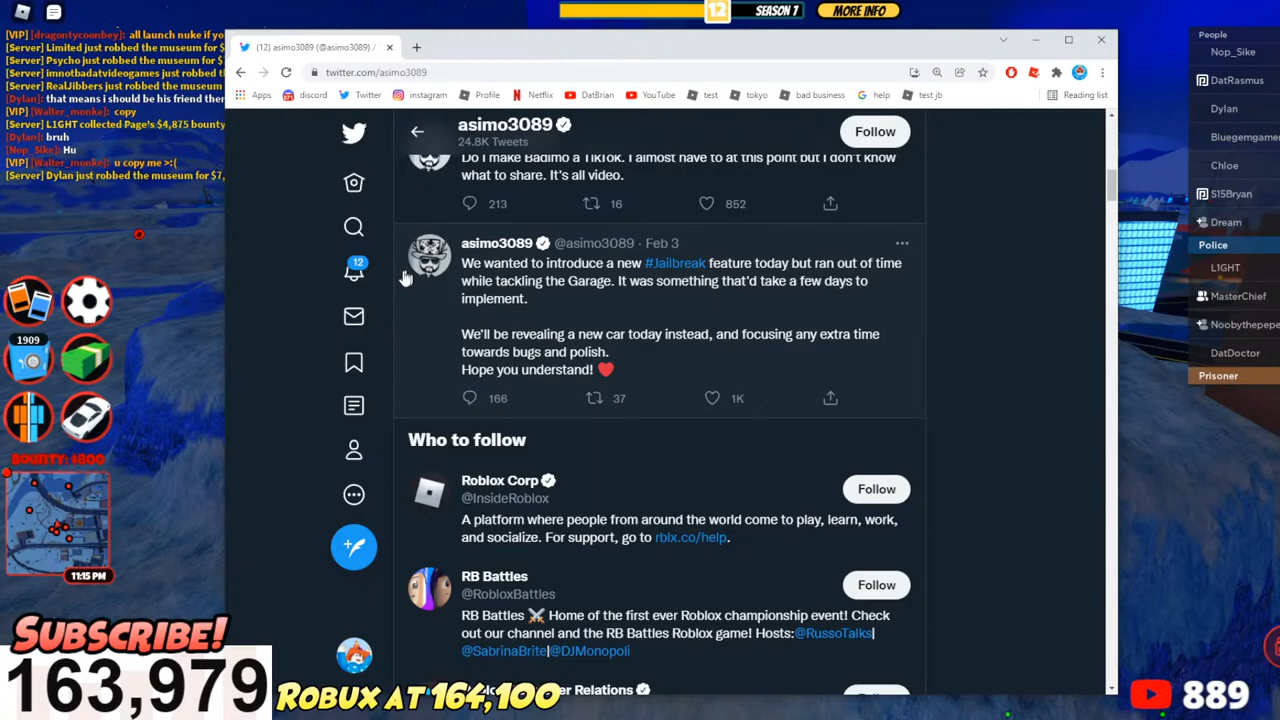 12
SEASON 7
MORE INFO
[VIP] [dragontycoonbey]: all launch nuke if yo
[Server] Limited just robbed the museum for $
[Server] Psycho just robbed the museum for $
[Server] imnotbadatvideogames just robbed t
[Server] RealJibbers just robbed the museum
[Dylan]: that means i should be his friend then
[VIP] [Walter_monke]: copy
[Server] L1GHT collected Page's $4,875 bounty
[Dylan]: bruh
[Nop_Sike]: Hu
[VIP] [Walter_monke]: u copy me >:(
[Server] Dylan just robbed the museum for $7,
1909
BOUNTY: $800
11:15 PM
(12) asimo3089 (@asimo3089) /
twitter.com/asimo3089
Apps
discord
Twitter
instagram
Profile
Netflix
DatBrian
YouTube
test
tokyo
bad business
help
test jb
Reading list
asimo3089
24.8K Tweets
Follow
Do I make Badimo a TikTok. I almost have to at this point but I don't know
what to share. It's all video.
213
16
852
12
asimo3089 @asimo3089 · Feb 3
We wanted to introduce a new #Jailbreak feature today but ran out of time
while tackling the Garage. It was something that'd take a few days to
implement.
We'll be revealing a new car today instead, and focusing any extra time
towards bugs and polish.
Hope you understand! ❤️
166
37
1K
Who to follow
Roblox Corp
@InsideRoblox
Follow
A platform where people from around the world come to play, learn, work,
and socialize. For support, go to rblx.co/help.
RB Battles
@RobloxBattles
Follow
RB Battles ⚔️ Home of the first ever Roblox championship event! Check
out our channel and the RB Battles Roblox game! Hosts:@RussoTalks|
@SabrinaBrite|@DJMonopoli
er Relations
People
Nop_Sike
DatRasmus
Dylan
Bluegemgamer
Chloe
S15Bryan
Dream
Police
L1GHT
MasterChief
Noobythepepe
DatDoctor
Prisoner
SUBSCRIBE!
163,979
ROBUX AT 164,100
889